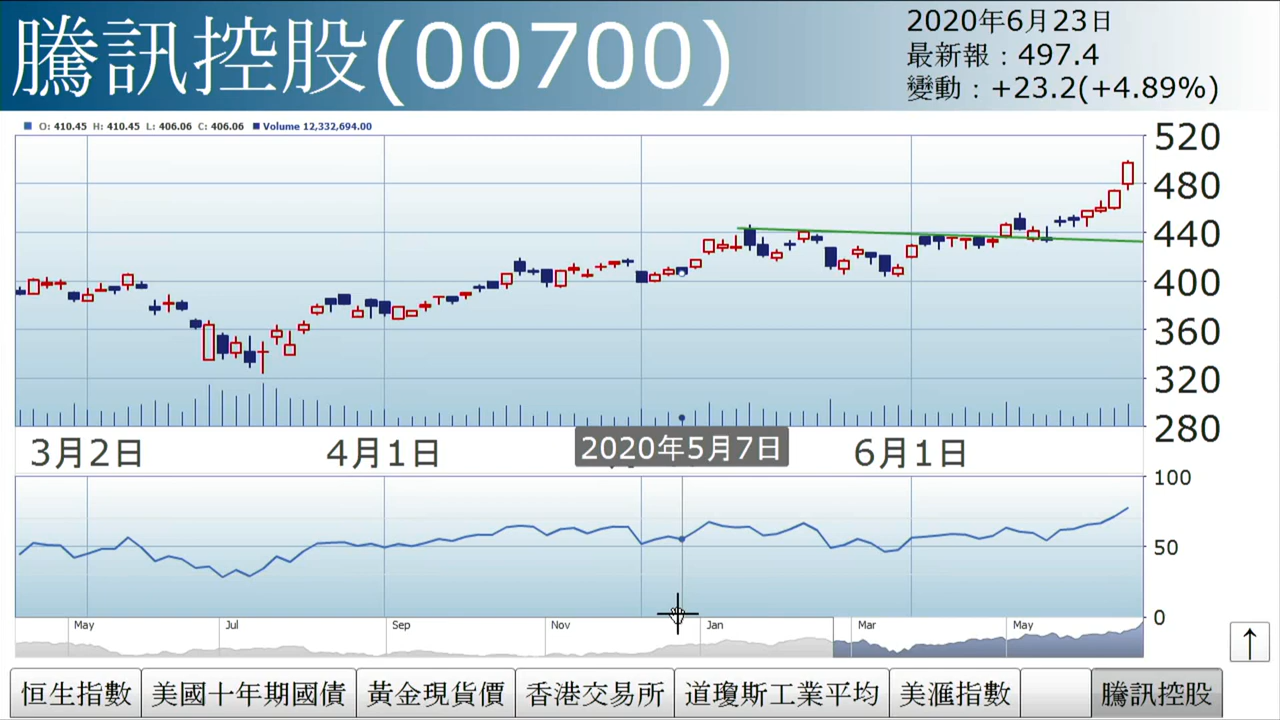 騰訊控股(00700)
2020年6月23日
最新報：497.4
變動：+23.2(+4.89%)
O: 410.45 H: 410.45 L: 406.06 C: 406.06 Volume 12,332,694.00
520
480
440
400
360
320
280
3月2日 4月1日 2020年5月7日 6月1日
100
50
0
May Jul Sep Nov Jan Mar May
↑
恒生指數 美國十年期國債 黃金現貨價 香港交易所 道瓊斯工業平均 美滙指數 騰訊控股